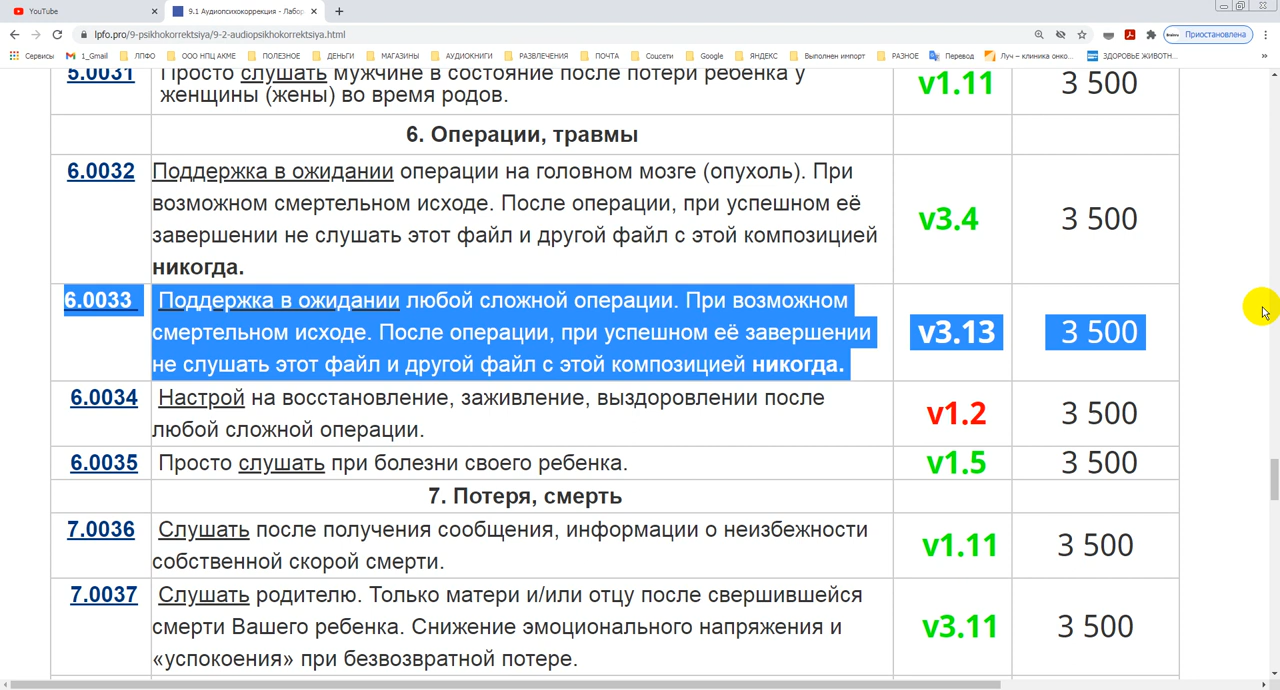 YouTube
9.1 Аудиопсихокоррекция - Лабор
lpfo.pro/9-psikhokorrektsiya/9-2-audiopsikhokorrektsiya.html
Приостановлена
Сервисы
1_Gmail
ЛПФО
ООО НПЦ АКМЕ
ПОЛЕЗНОЕ
ДЕНЬГИ
МАГАЗИНЫ
АУДИОКНИГИ
РАЗВЛЕЧЕНИЯ
ПОЧТА
Соцсети
Google
ЯНДЕКС
Выполнен импорт
РАЗНОЕ
Перевод
Луч – клиника онко...
ЗДОРОВЬЕ ЖИВОТН...
5.0031 Просто слушать мужчине в состояние после потери ребенка у
женщины (жены) во время родов.
v1.11 3 500
6. Операции, травмы
6.0032 Поддержка в ожидании операции на головном мозге (опухоль). При
возможном смертельном исходе. После операции, при успешном её
завершении не слушать этот файл и другой файл с этой композицией
никогда.
v3.4 3 500
6.0033 Поддержка в ожидании любой сложной операции. При возможном
смертельном исходе. После операции, при успешном её завершении
не слушать этот файл и другой файл с этой композицией никогда.
v3.13 3 500
6.0034 Настрой на восстановление, заживление, выздоровлении после
любой сложной операции.
v1.2 3 500
6.0035 Просто слушать при болезни своего ребенка. v1.5 3 500
7. Потеря, смерть
7.0036 Слушать после получения сообщения, информации о неизбежности
собственной скорой смерти.
v1.11 3 500
7.0037 Слушать родителю. Только матери и/или отцу после свершившейся
смерти Вашего ребенка. Снижение эмоционального напряжения и
«успокоения» при безвозвратной потере.
v3.11 3 500